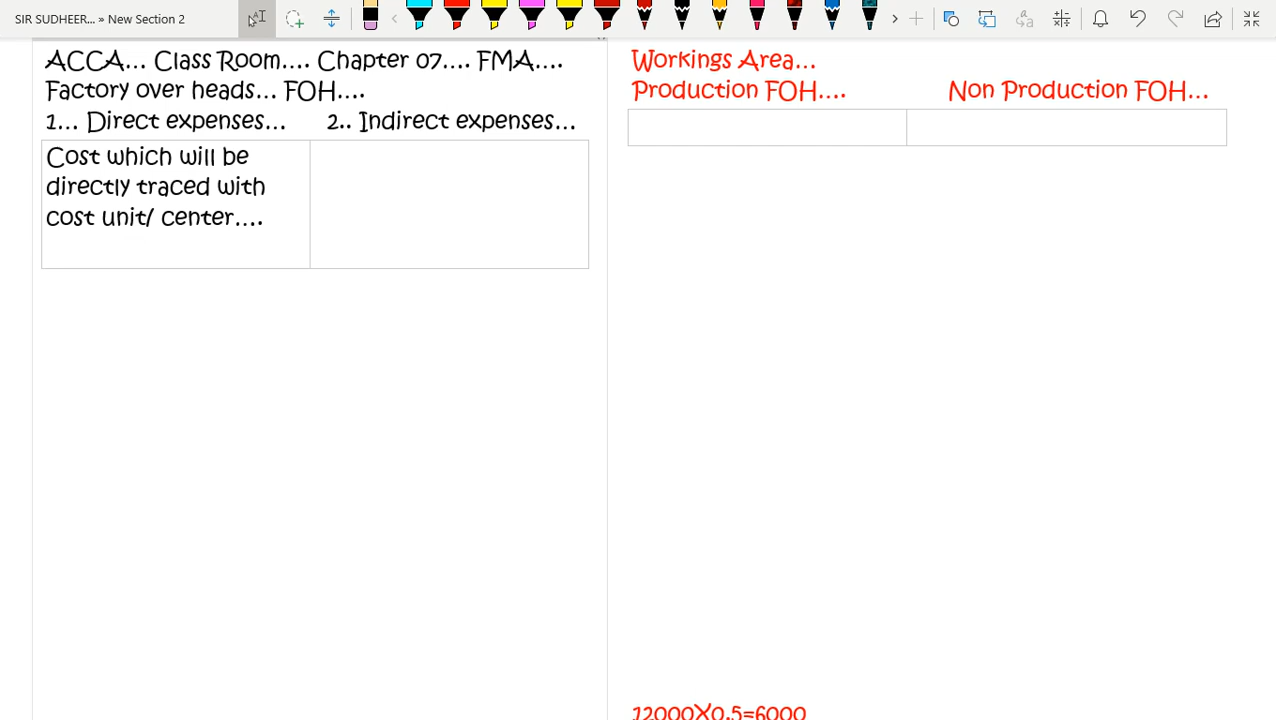 SIR SUDHEER... » New Section 2
ACCA... Class Room.... Chapter 07.... FMA....
Factory over heads... FOH....
1... Direct expenses... 2.. Indirect expenses...
Cost which will be
directly traced with
cost unit/ center....
Workings Area...
Production FOH.... Non Production FOH...
12000X0.5=6000